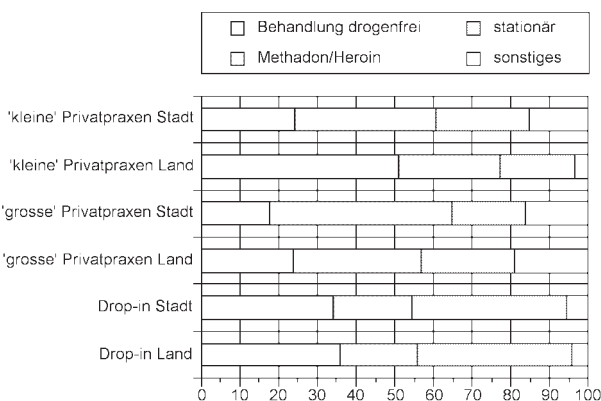 Behandlung drogenfrei
stationär
Methadon/Heroin
sonstiges
'kleine' Privatpraxen Stadt
'kleine' Privatpraxen Land
'grosse' Privatpraxen Stadt
'grosse' Privatpraxen Land
Drop-in Stadt
Drop-in Land
0 10 20 30 40 50 60 70 80 90 100